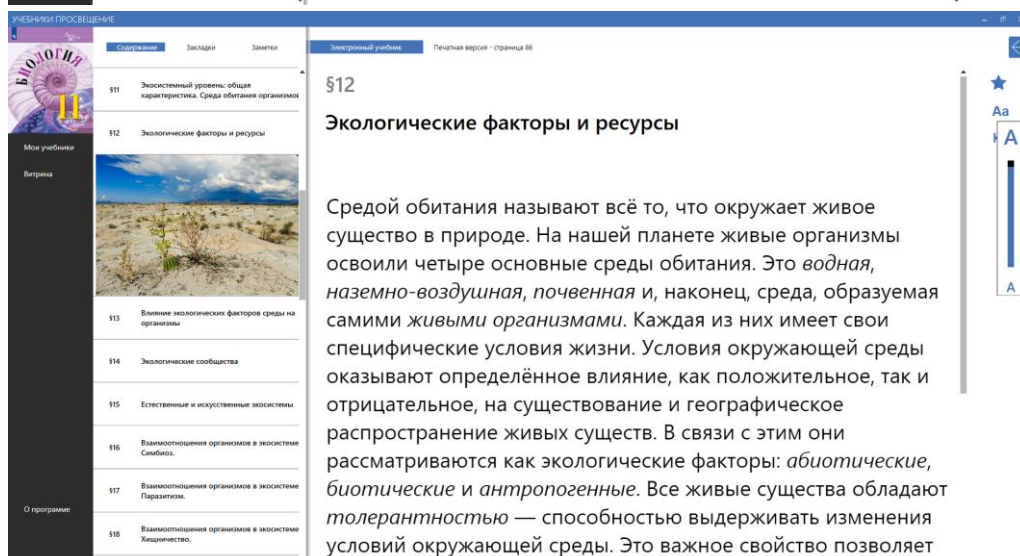 УЧЕБНИКИ ПРОСВЕЩЕНИЕ
БИОЛОГИЯ
11
Мои учебники
Витрина
О программе
Содержание Закладки Заметки
§11 Экосистемный уровень: общая
характеристика. Среда обитания организмов
§12 Экологические факторы и ресурсы
§13 Влияние экологических факторов среды на
организмы
§14 Экологические сообщества
§15 Естественные и искусственные экосистемы
§16 Взаимоотношения организмов в экосистеме
Симбиоз.
§17 Взаимоотношения организмов в экосистеме
Паразитизм.
§18 Взаимоотношения организмов в экосистеме
Хищничество.
Электронный учебник Печатная версия - страница 86
§12
Экологические факторы и ресурсы
Средой обитания называют всё то, что окружает живое
существо в природе. На нашей планете живые организмы
освоили четыре основные среды обитания. Это водная,
наземно-воздушная, почвенная и, наконец, среда, образуемая
самими живыми организмами. Каждая из них имеет свои
специфические условия жизни. Условия окружающей среды
оказывают определённое влияние, как положительное, так и
отрицательное, на существование и географическое
распространение живых существ. В связи с этим они
рассматриваются как экологические факторы: абиотические,
биотические и антропогенные. Все живые существа обладают
толерантностью — способностью выдерживать изменения
условий окружающей среды. Это важное свойство позволяет
Aa
A
A